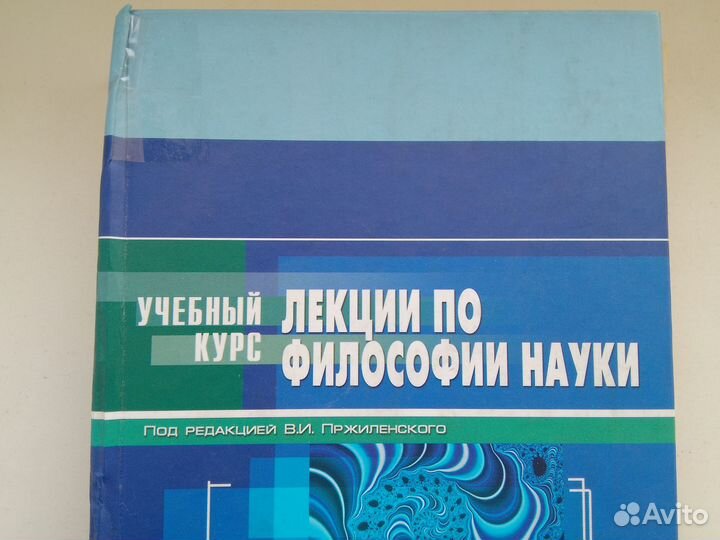 УЧЕБНЫЙ
КУРС
ЛЕКЦИИ ПО
ФИЛОСОФИИ НАУКИ
Под редакцией В.И. Пржиленского
Avito